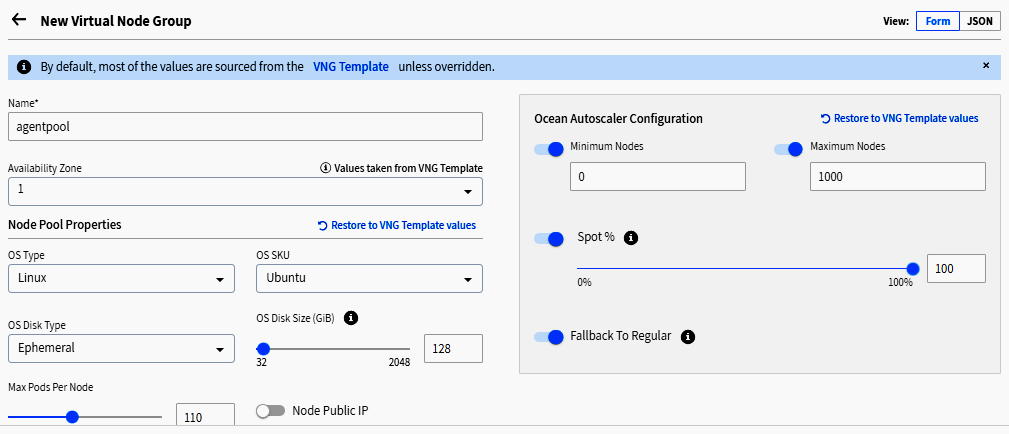 New Virtual Node Group
View: Form JSON
By default, most of the values are sourced from the VNG Template unless overridden.
Name*
agentpool
Availability Zone
Values taken from VNG Template
1
Node Pool Properties
Restore to VNG Template values
OS Type
OS SKU
Linux
Ubuntu
OS Disk Type
OS Disk Size (GiB)
Ephemeral
128
32
2048
Max Pods Per Node
110
Node Public IP
Ocean Autoscaler Configuration
Restore to VNG Template values
Minimum Nodes
Maximum Nodes
0
1000
Spot %
100
0%
100%
Fallback To Regular